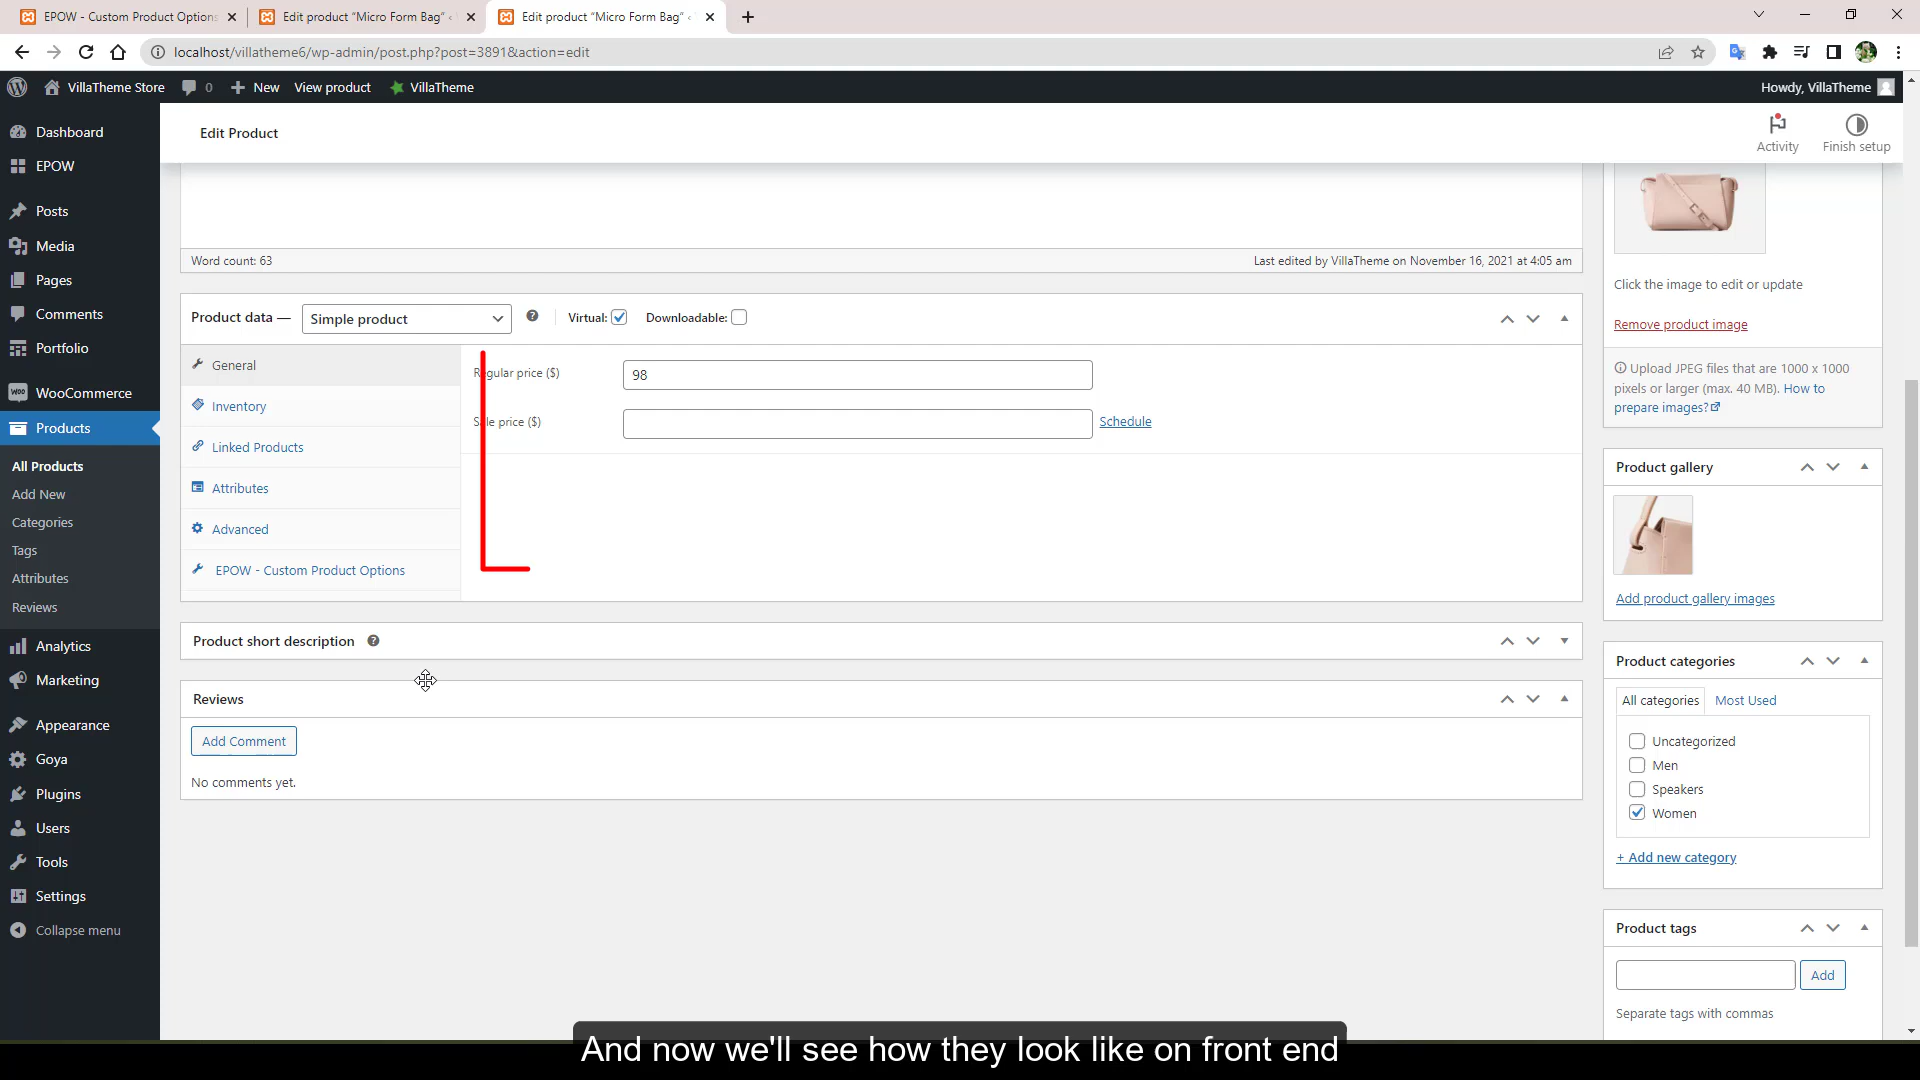 EPOW - Custom Product Options
Edit product “Micro Form Bag” ‹
Edit product “Micro Form Bag” ‹
localhost/villatheme6/wp-admin/post.php?post=3891&action=edit
VillaTheme Store
0
New
View product
VillaTheme
Howdy, VillaTheme
Dashboard
EPOW
Posts
Media
Pages
Comments
Portfolio
WooCommerce
Products
All Products
Add New
Categories
Tags
Attributes
Reviews
Analytics
Marketing
Appearance
Goya
Plugins
Users
Tools
Settings
Collapse menu
Edit Product
Activity
Finish setup
Word count: 63
Last edited by VillaTheme on November 16, 2021 at 4:05 am
Product data —
Simple product
Virtual:
Downloadable:
General
Inventory
Linked Products
Attributes
Advanced
EPOW - Custom Product Options
Regular price ($)
98
Sale price ($)
Schedule
Product short description
Reviews
Add Comment
No comments yet.
Click the image to edit or update
Remove product image
Upload JPEG files that are 1000 x 1000
pixels or larger (max. 40 MB). How to
prepare images?
Product gallery
Add product gallery images
Product categories
All categories
Most Used
Uncategorized
Men
Speakers
Women
+ Add new category
Product tags
Add
Separate tags with commas
And now we'll see how they look like on front end